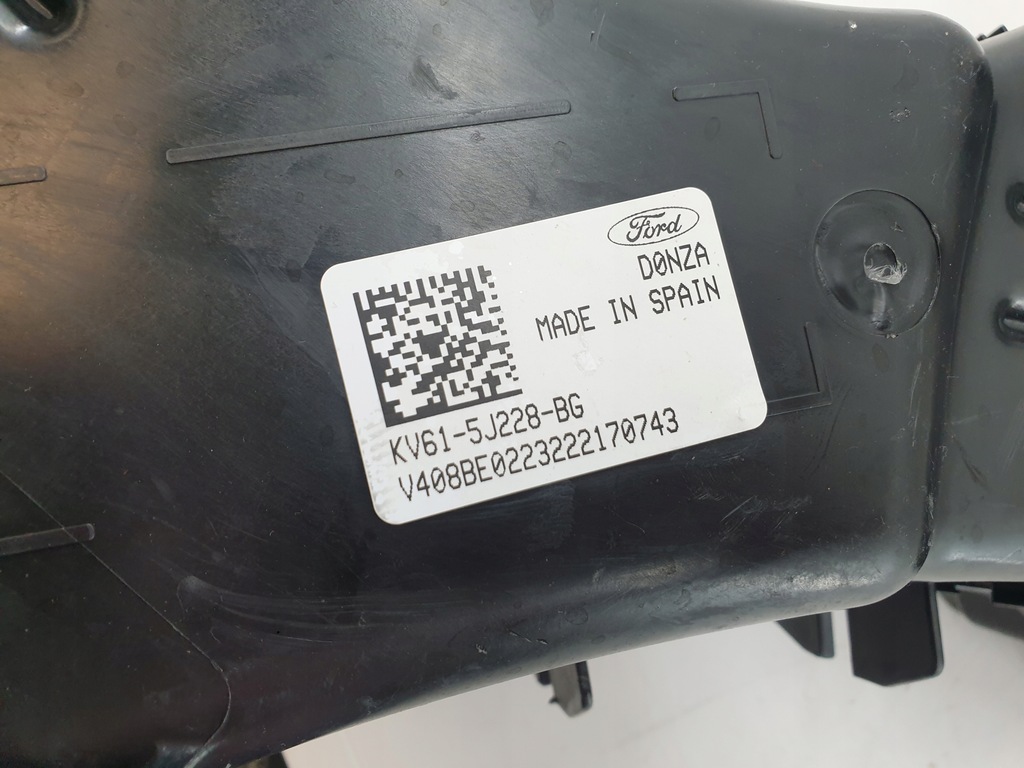 Ford
D0NZA
MADE IN SPAIN
KV61-5J228-BG
V408BE0223222170743